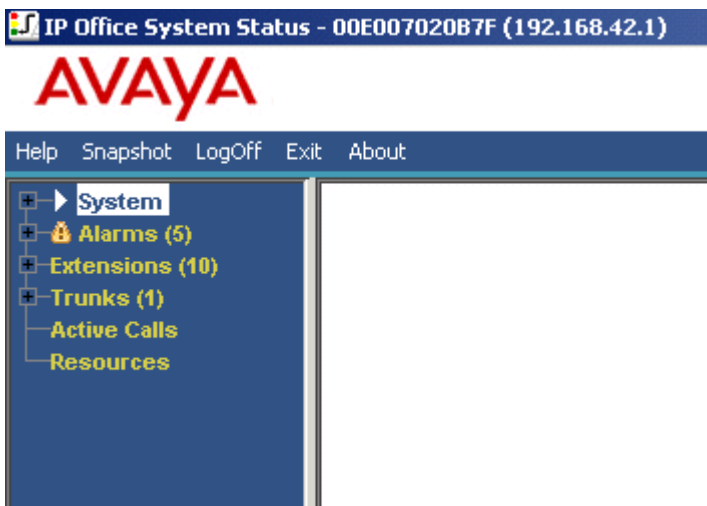 IP Office System Status - 00E007020B7F (192.168.42.1)
AVAYA
Help Snapshot LogOff Exit About
System
Alarms (5)
Extensions (10)
Trunks (1)
Active Calls
Resources